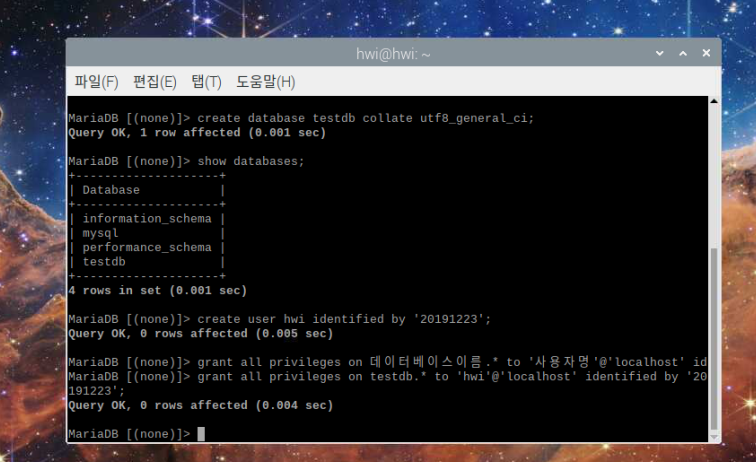 hwi@hwi: ~
파일(F) 편집(E) 탭(T) 도움말(H)
MariaDB [(none)]> create database testdb collate utf8_general_ci;
Query OK, 1 row affected (0.001 sec)
MariaDB [(none)]> show databases;
+--------------------+
| Database           |
+--------------------+
| information_schema |
| mysql              |
| performance_schema |
| testdb             |
+--------------------+
4 rows in set (0.001 sec)
MariaDB [(none)]> create user hwi identified by '20191223';
Query OK, 0 rows affected (0.005 sec)
MariaDB [(none)]> grant all privileges on 데이터베이스이름.* to '사용자명'@'localhost' id
MariaDB [(none)]> grant all privileges on testdb.* to 'hwi'@'localhost' identified by '20
191223';
Query OK, 0 rows affected (0.004 sec)
MariaDB [(none)]>